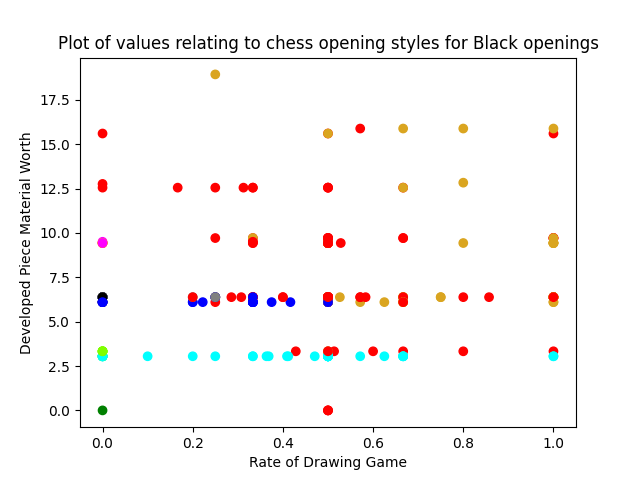 Plot of values relating to chess opening styles for Black openings
17.5
15.0
12.5
10.0
7.5
5.0
2.5
0.0
Developed Piece Material Worth
0.0 0.2 0.4 0.6 0.8 1.0
Rate of Drawing Game